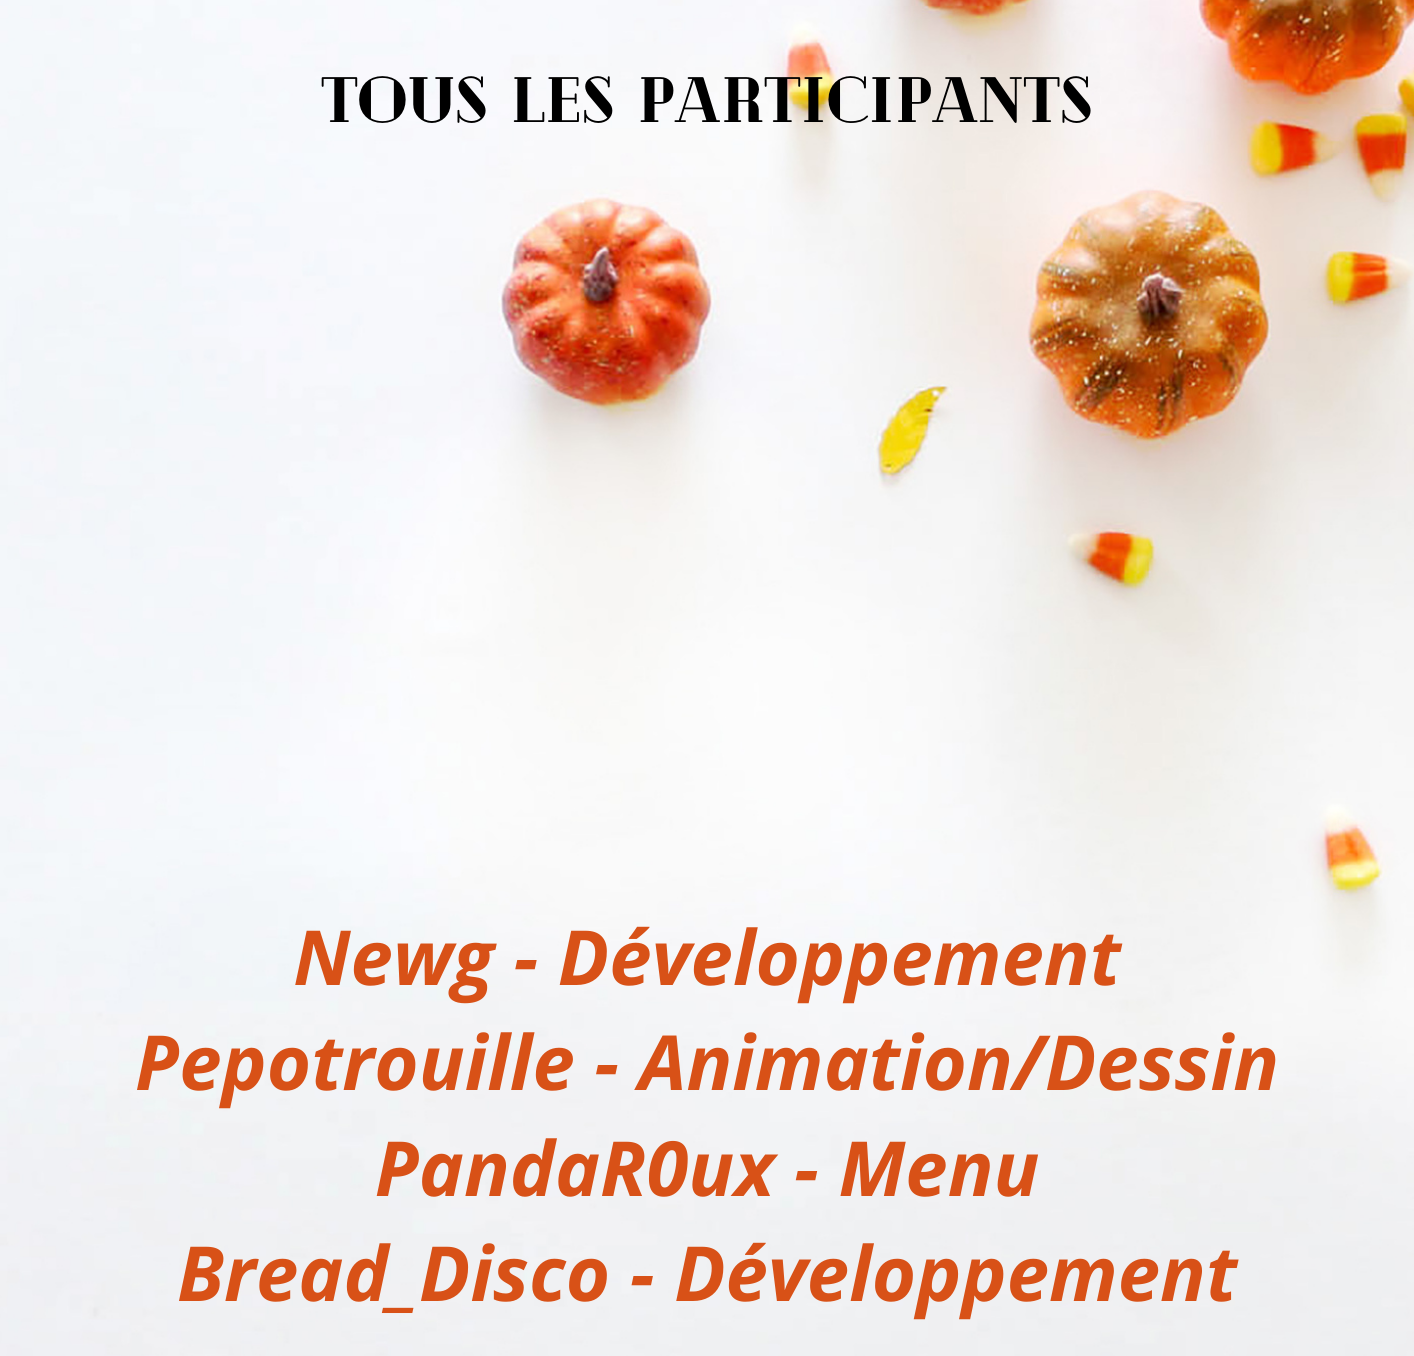 TOUS LES PARTICIPANTS
Newg - Développement
Pepotrouille - Animation/Dessin
PandaR0ux - Menu
Bread_Disco - Développement